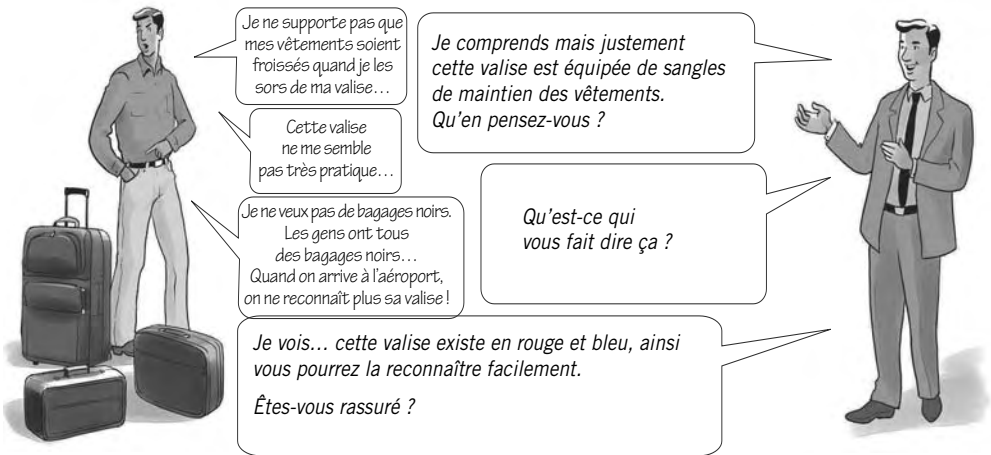 Je ne supporte pas que
mes vêtements soient
froissés quand je les
sors de ma valise…
Je comprends mais justement
cette valise est équipée de sangles
de maintien des vêtements.
Qu'en pensez-vous ?
Cette valise
ne me semble
pas très pratique…
Qu'est-ce qui
vous fait dire ça ?
Je ne veux pas de bagages noirs.
Les gens ont tous
des bagages noirs…
Quand on arrive à l'aéroport,
on ne reconnaît plus sa valise !
Je vois… cette valise existe en rouge et bleu, ainsi
vous pourrez la reconnaître facilement.
Êtes-vous rassuré ?